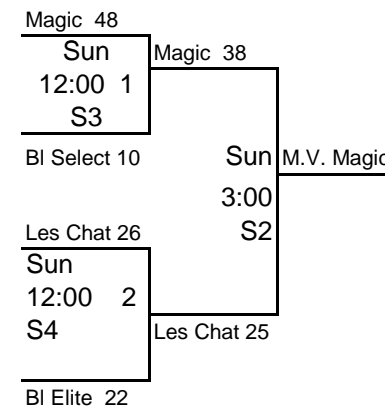 Magic 48
Sun
12:00 1
S3
Bl Select 10
Magic 38
Sun
3:00
S2
M.V. Magic
Les Chat 26
Sun
12:00 2
S4
Bl Elite 22
Les Chat 25